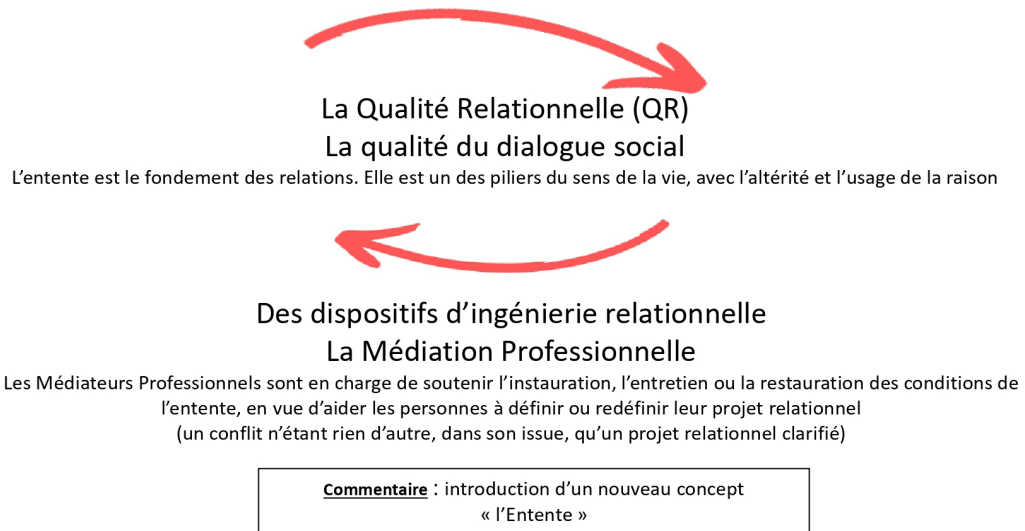 La Qualité Relationnelle (QR)
La qualité du dialogue social
L’entente est le fondement des relations. Elle est un des piliers du sens de la vie, avec l’altérité et l’usage de la raison
Des dispositifs d’ingénierie relationnelle
La Médiation Professionnelle
Les Médiateurs Professionnels sont en charge de soutenir l’instauration, l’entretien ou la restauration des conditions de
l’entente, en vue d’aider les personnes à définir ou redéfinir leur projet relationnel
(un conflit n’étant rien d’autre, dans son issue, qu’un projet relationnel clarifié)
Commentaire : introduction d’un nouveau concept
« l’Entente »